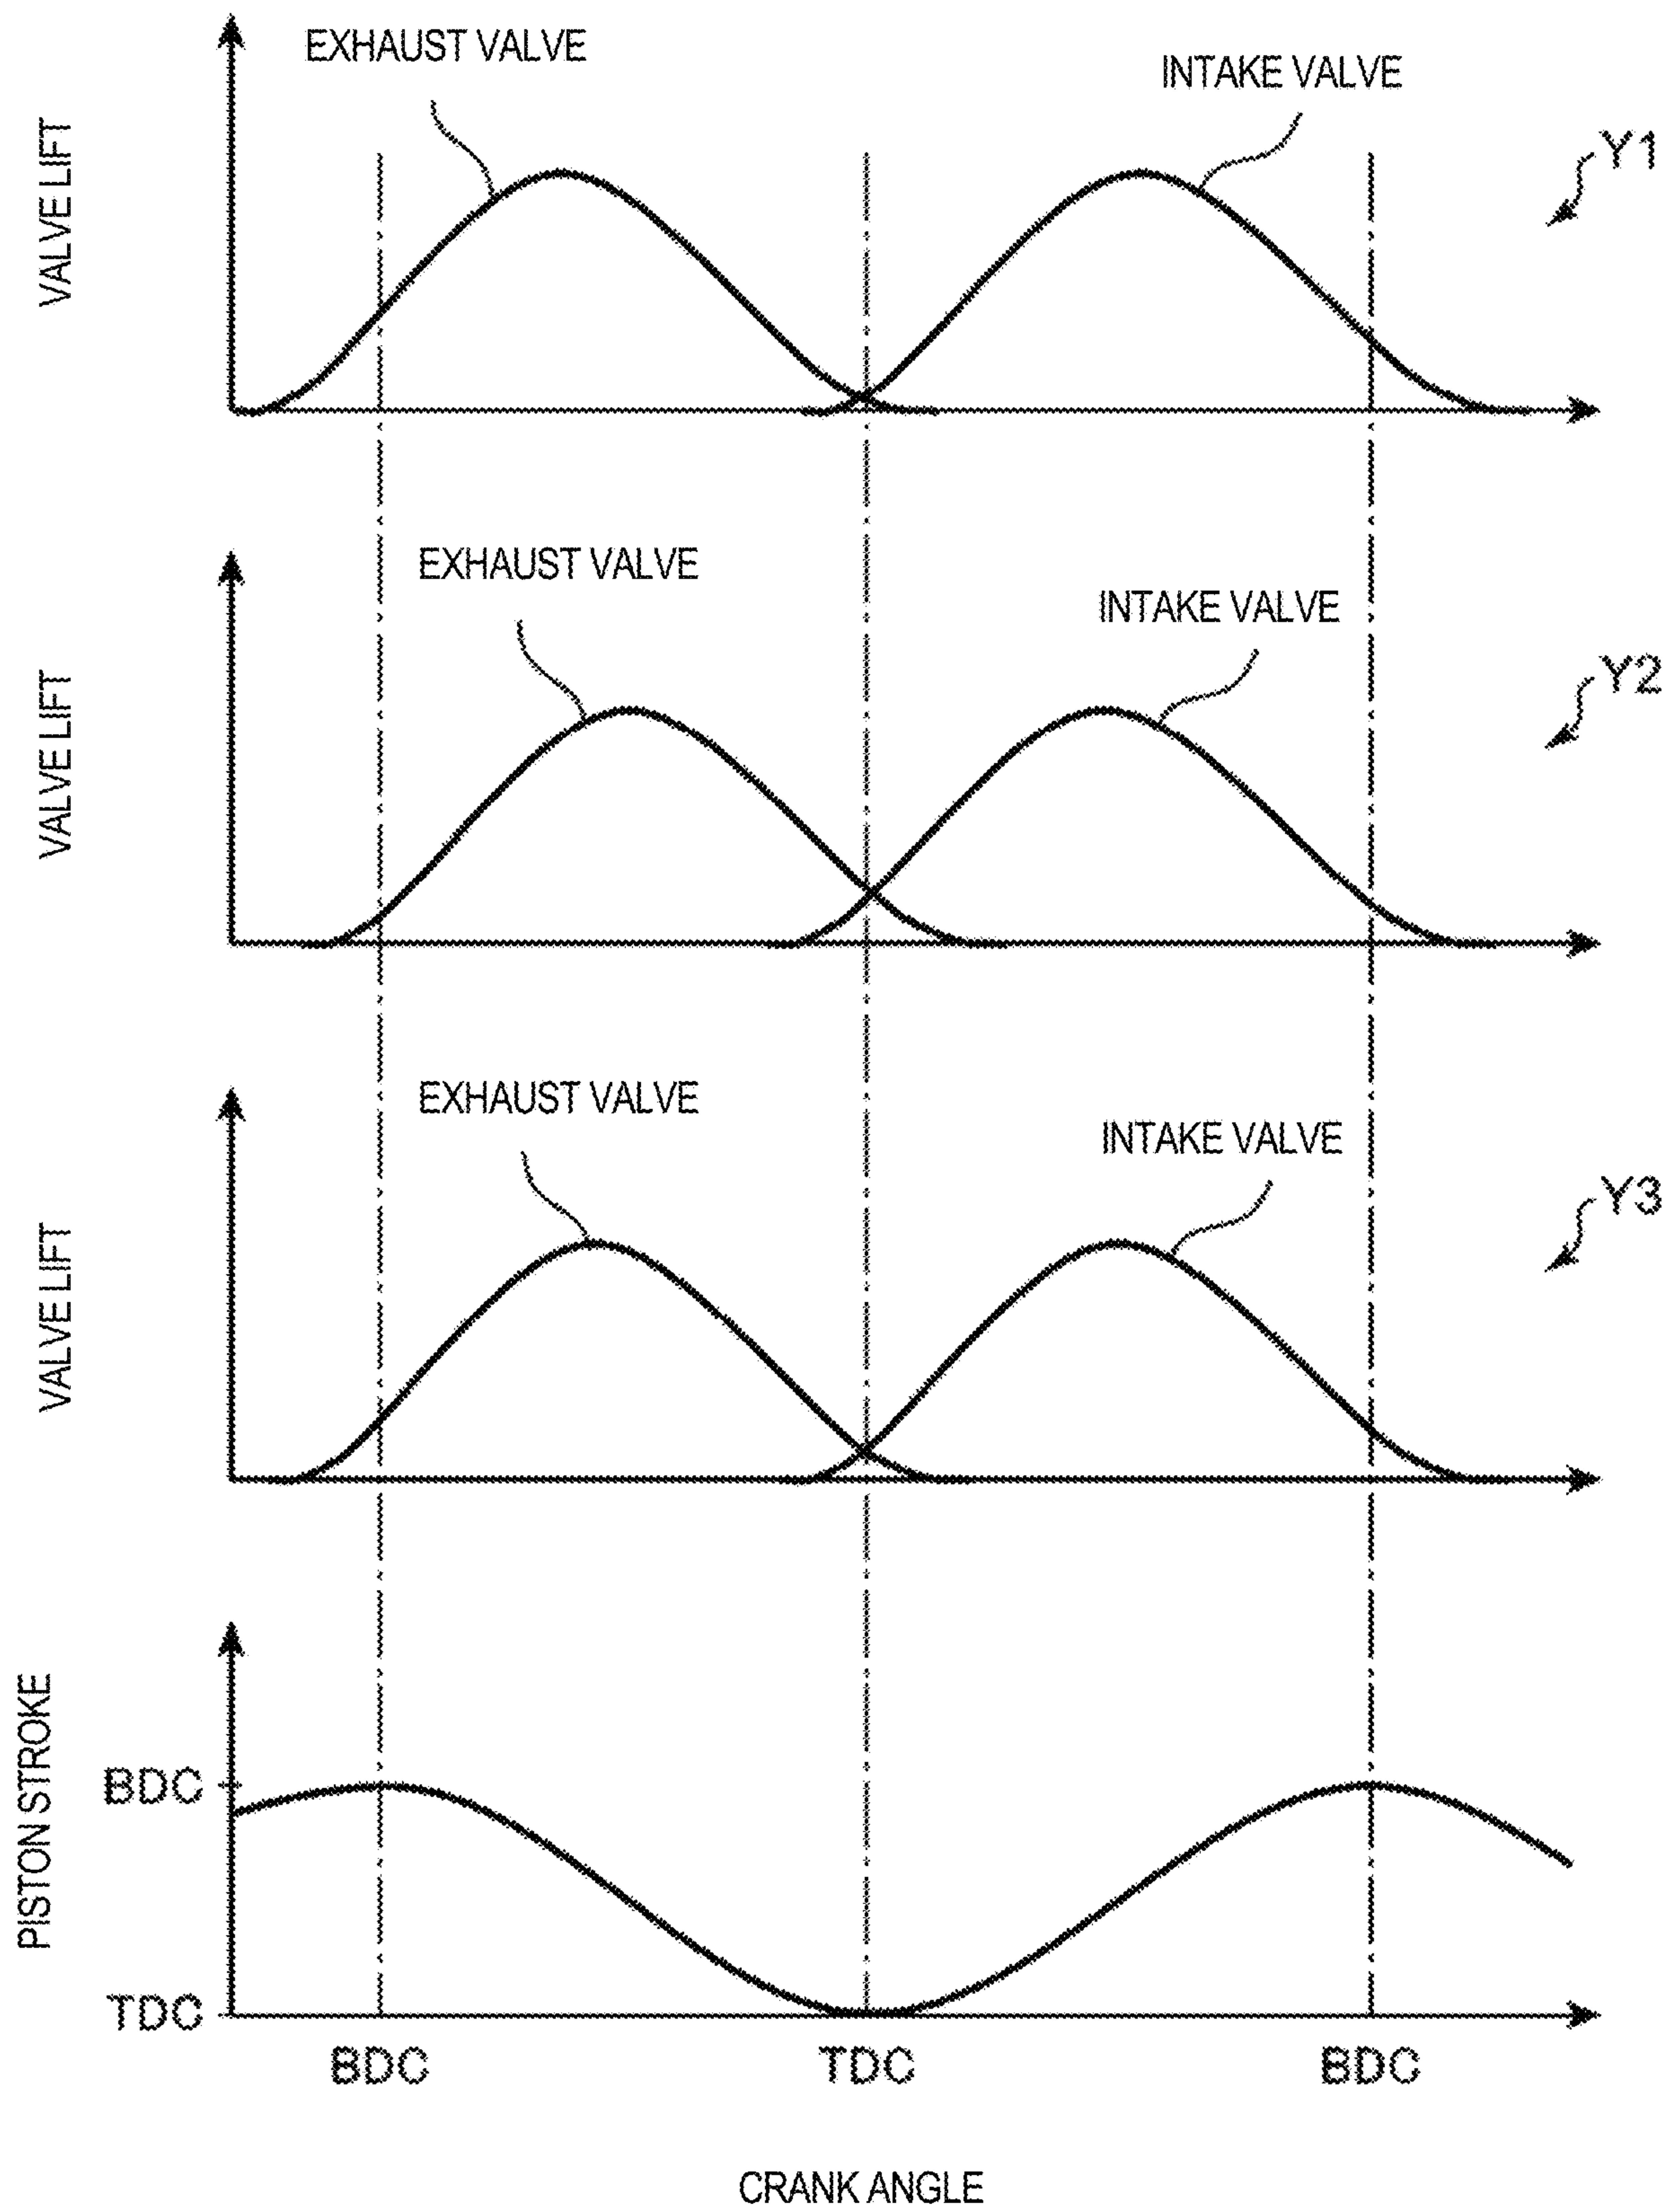 EXHAUST VALVE
INTAKE VALVE
VALVE LIFT
Y1
EXHAUST VALVE
INTAKE VALVE
VALVE LIFT
Y2
EXHAUST VALVE
INTAKE VALVE
VALVE LIFT
Y3
PISTON STROKE
BDC
TDC
BDC
TDC
BDC
CRANK ANGLE